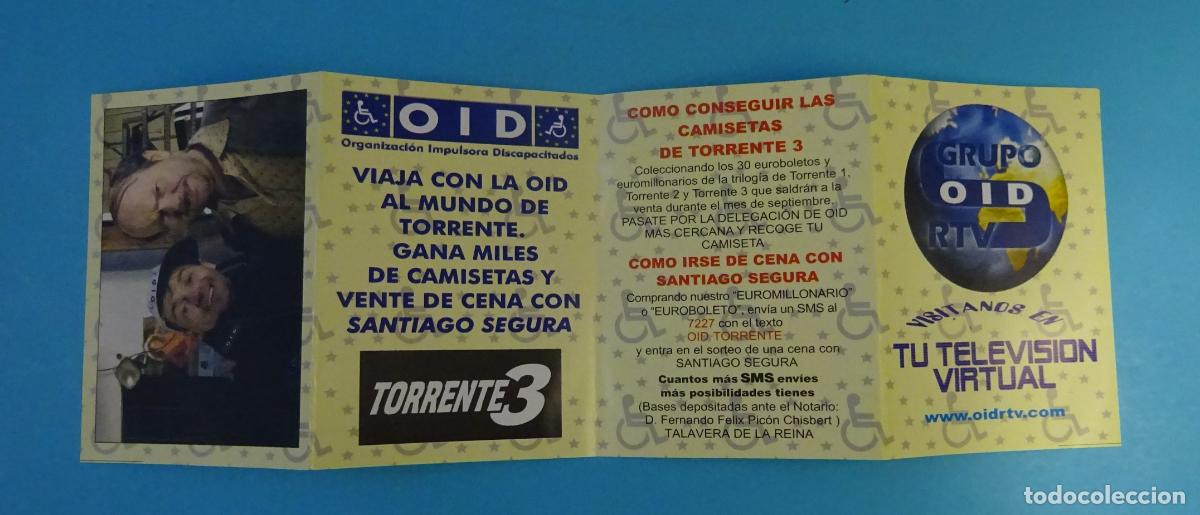 OID
Organización Impulsora Discapacitados
VIAJA CON LA OID
AL MUNDO DE
TORRENTE.
GANA MILES
DE CAMISETAS Y
VENTE DE CENA CON
SANTIAGO SEGURA
TORRENTE 3
COMO CONSEGUIR LAS
CAMISETAS
DE TORRENTE 3
Coleccionando los 30 euroboletos y
euromillonarios de la trilogía de Torrente 1,
Torrente 2 y Torrente 3 que saldrán a la
venta durante el mes de septiembre.
PASATE POR LA DELEGACIÓN DE OID
MÁS CERCANA Y RECOGE TU
CAMISETA
COMO IRSE DE CENA CON
SANTIAGO SEGURA
Comprando nuestro "EUROMILLONARIO"
o "EUROBOLETO", envía un SMS al
7227 con el texto
OID TORRENTE
y entra en el sorteo de una cena con
SANTIAGO SEGURA
Cuantos más SMS envíes
más posibilidades tienes
(Bases depositadas ante el Notario:
D. Fernando Felix Picón Chisbert )
TALAVERA DE LA REINA
GRUPO
OID
RTV
VISITANOS EN
TU TELEVISION
VIRTUAL
www.oidrtv.com
todocoleccion